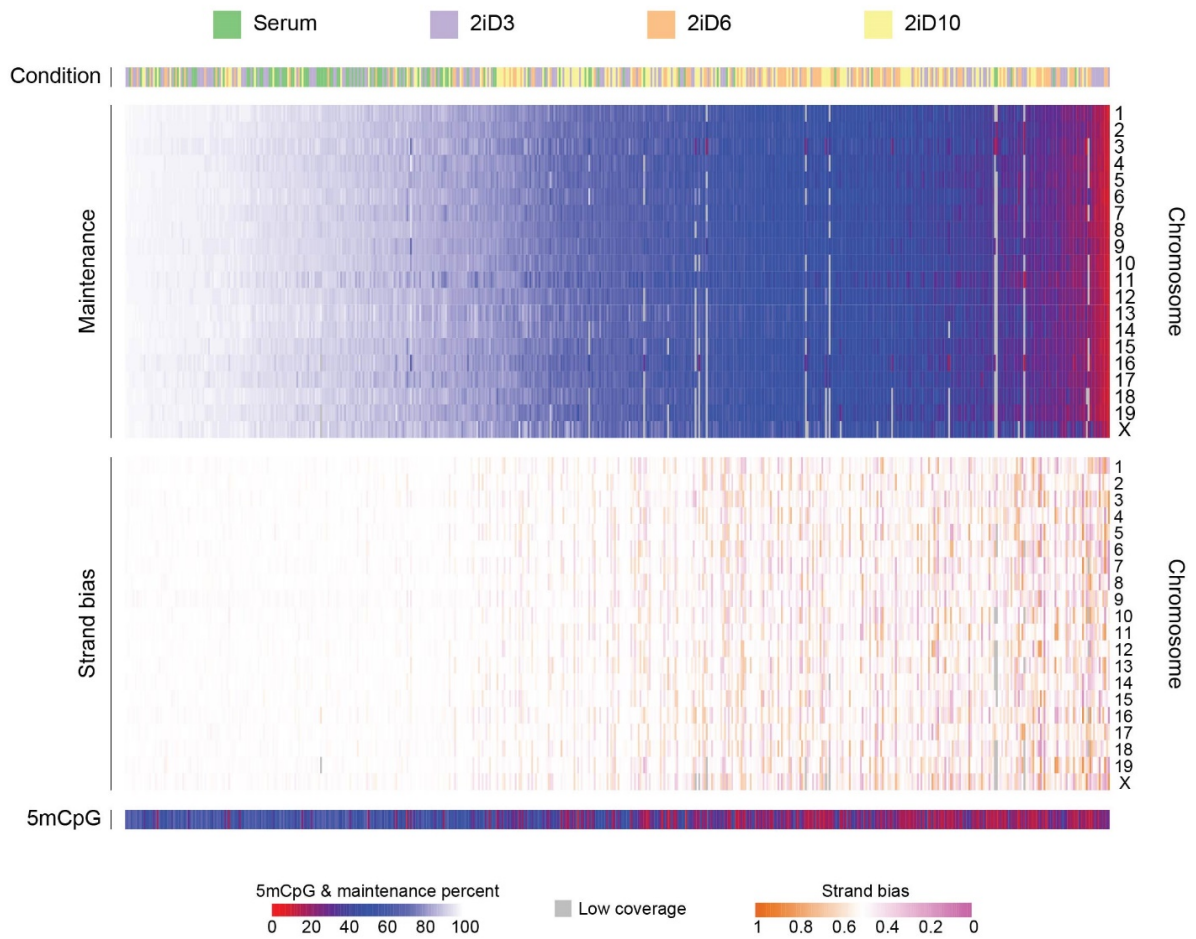 Serum 2iD3 2iD6 2iD10
Condition
Maintenance
1
2
3
4
5
6
7
8
9
10
11
12
13
14
15
16
17
18
19
X
Chromosome
Strand bias
1
2
3
4
5
6
7
8
9
10
11
12
13
14
15
16
17
18
19
X
Chromosome
5mCpG
5mCpG & maintenance percent
0 20 40 60 80 100
Low coverage
Strand bias
1 0.8 0.6 0.4 0.2 0